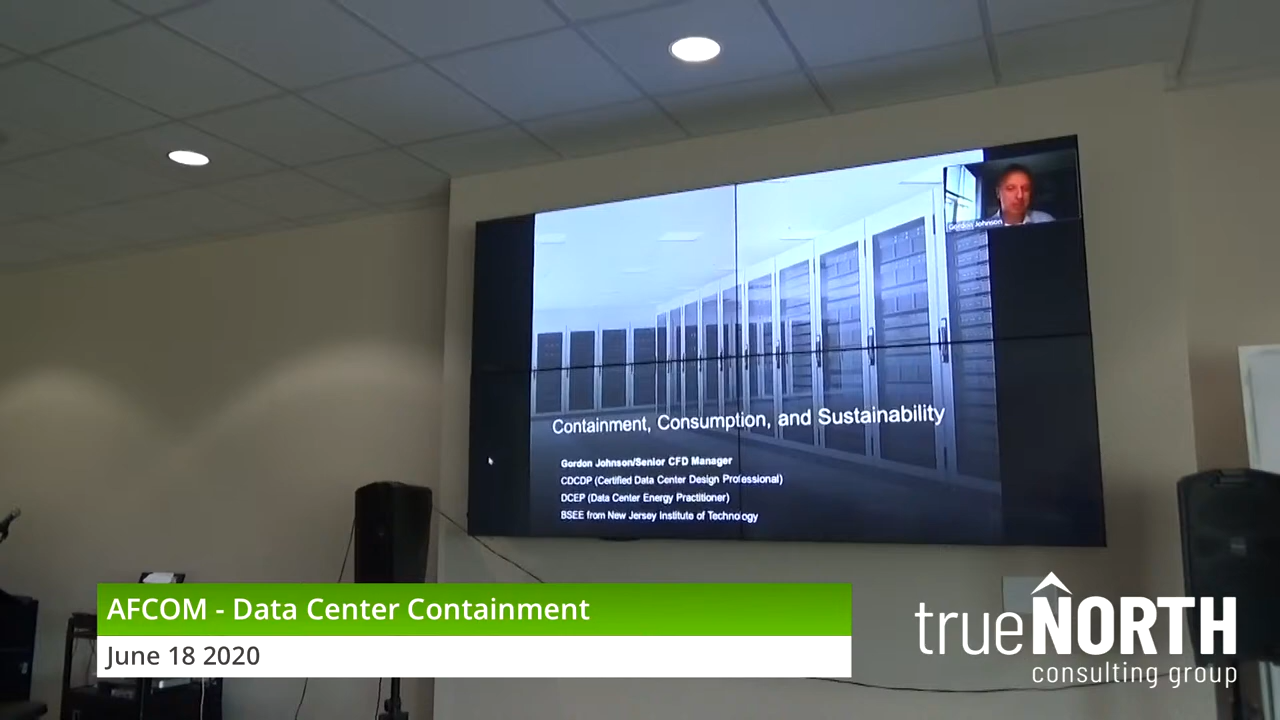 Gordon Johnson
Containment, Consumption, and Sustainability
Gordon Johnson/Senior CFD Manager
CDCDP (Certified Data Center Design Professional)
DCEP (Data Center Energy Practitioner)
BSEE from New Jersey Institute of Technology
AFCOM - Data Center Containment
June 18 2020
trueNORTH
consulting group